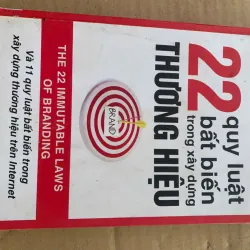 22 quy luật
bất biến
trong xây dựng
THƯƠNG HIỆU
BRAND
THE 22 IMMUTABLE LAWS
OF BRANDING
Và 11 quy luật bất biến trong
xây dựng thương hiệu trên Internet